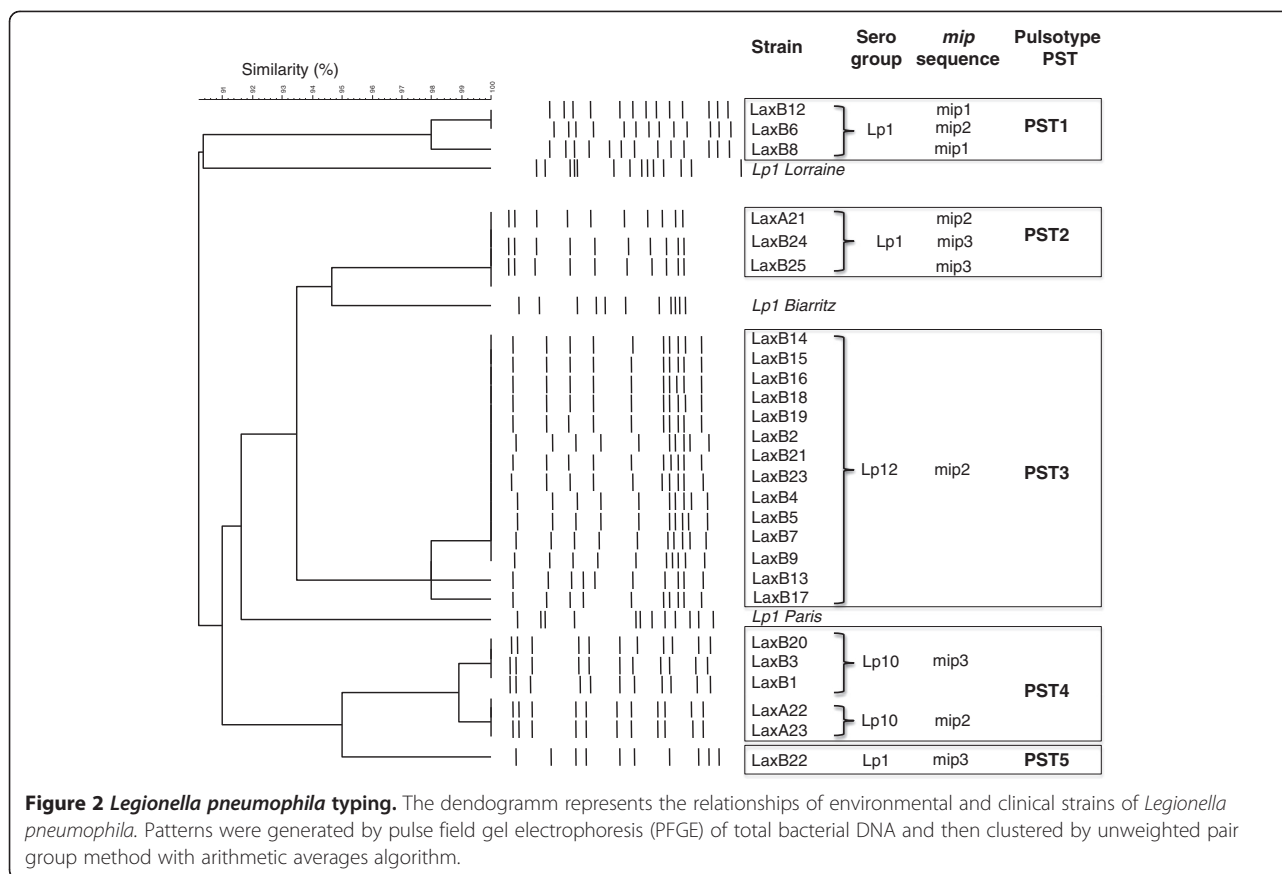 Strain
Sero group
mip sequence
Pulsotype PST
Similarity (%)
91 92 93 94 95 96 97 98 99 100
LaxB12 mip1
LaxB6 Lp1 mip2 PST1
LaxB8 mip1
Lp1 Lorraine
LaxA21 mip2
LaxB24 Lp1 mip3 PST2
LaxB25 mip3
Lp1 Biarritz
LaxB14
LaxB15
LaxB16
LaxB18
LaxB19
LaxB2
LaxB21
LaxB23 Lp12 mip2 PST3
LaxB4
LaxB5
LaxB7
LaxB9
LaxB13
LaxB17
Lp1 Paris
LaxB20
LaxB3 Lp10 mip3
LaxB1
PST4
LaxA22 Lp10 mip2
LaxA23
LaxB22 Lp1 mip3 PST5
Figure 2 Legionella pneumophila typing. The dendogramm represents the relationships of environmental and clinical strains of Legionella
pneumophila. Patterns were generated by pulse field gel electrophoresis (PFGE) of total bacterial DNA and then clustered by unweighted pair
group method with arithmetic averages algorithm.